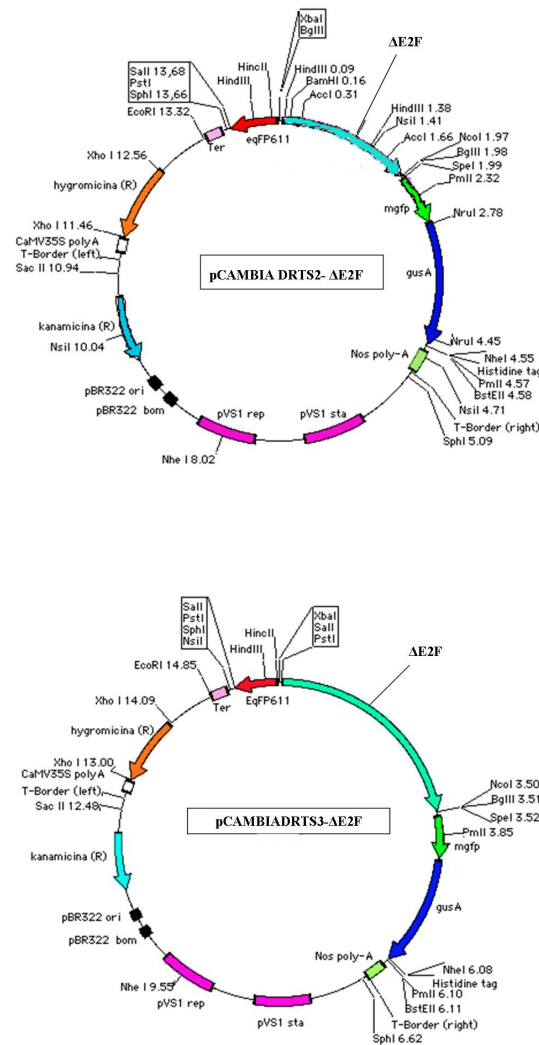 XbaI
BglII
ΔE2F
HincII
HindIII
HindIII 0.09
BamHI 0.16
AccI 0.31
SalI 13,68
PstI
SphI 13,66
EcoRI 13.32
Ter
eqFP611
HindIII 1.38
NsiI 1.41
AccI 1.66
NcoI 1.97
BglII 1.98
SpeI 1.99
PmlI 2.32
mgfp
NruI 2.78
Xho I 12.56
hygromicina (R)
Xho I 11.46
CaMV35S polyA
T-Border (left)
Sac II 10.94
pCAMBIA DRTS2- ΔE2F
gusA
kanamicina (R)
NsiI 10.04
pBR322 ori
pBR322 bom
Nhe I 8.02
pVS1 rep
pVS1 sta
Nos poly-A
NruI 4.45
NheI 4.55
Histidine tag
PmlI 4.57
BstEII 4.58
NsiI 4.71
T-Border (right)
SphI 5.09
SalI
PstI
SphI
NsiI
HincII
HindIII
XbaI
SalI
PstI
ΔE2F
EcoRI 14.85
Ter
EqFP611
Xho I 14.09
hygromicina (R)
Xho I 13.00
CaMV35S polyA
T-Border (left)
Sac II 12.48
NcoI 3.50
BglII 3.51
SpeI 3.52
PmlI 3.85
mgfp
pCAMBIADRTS3-ΔE2F
kanamicina (R)
gusA
pBR322 ori
pBR322 bom
Nhe I 9.55
pVS1 rep
pVS1 sta
Nos poly-A
NheI 6.08
Histidine tag
PmlI 6.10
BstEII 6.11
T-Border (right)
SphI 6.62